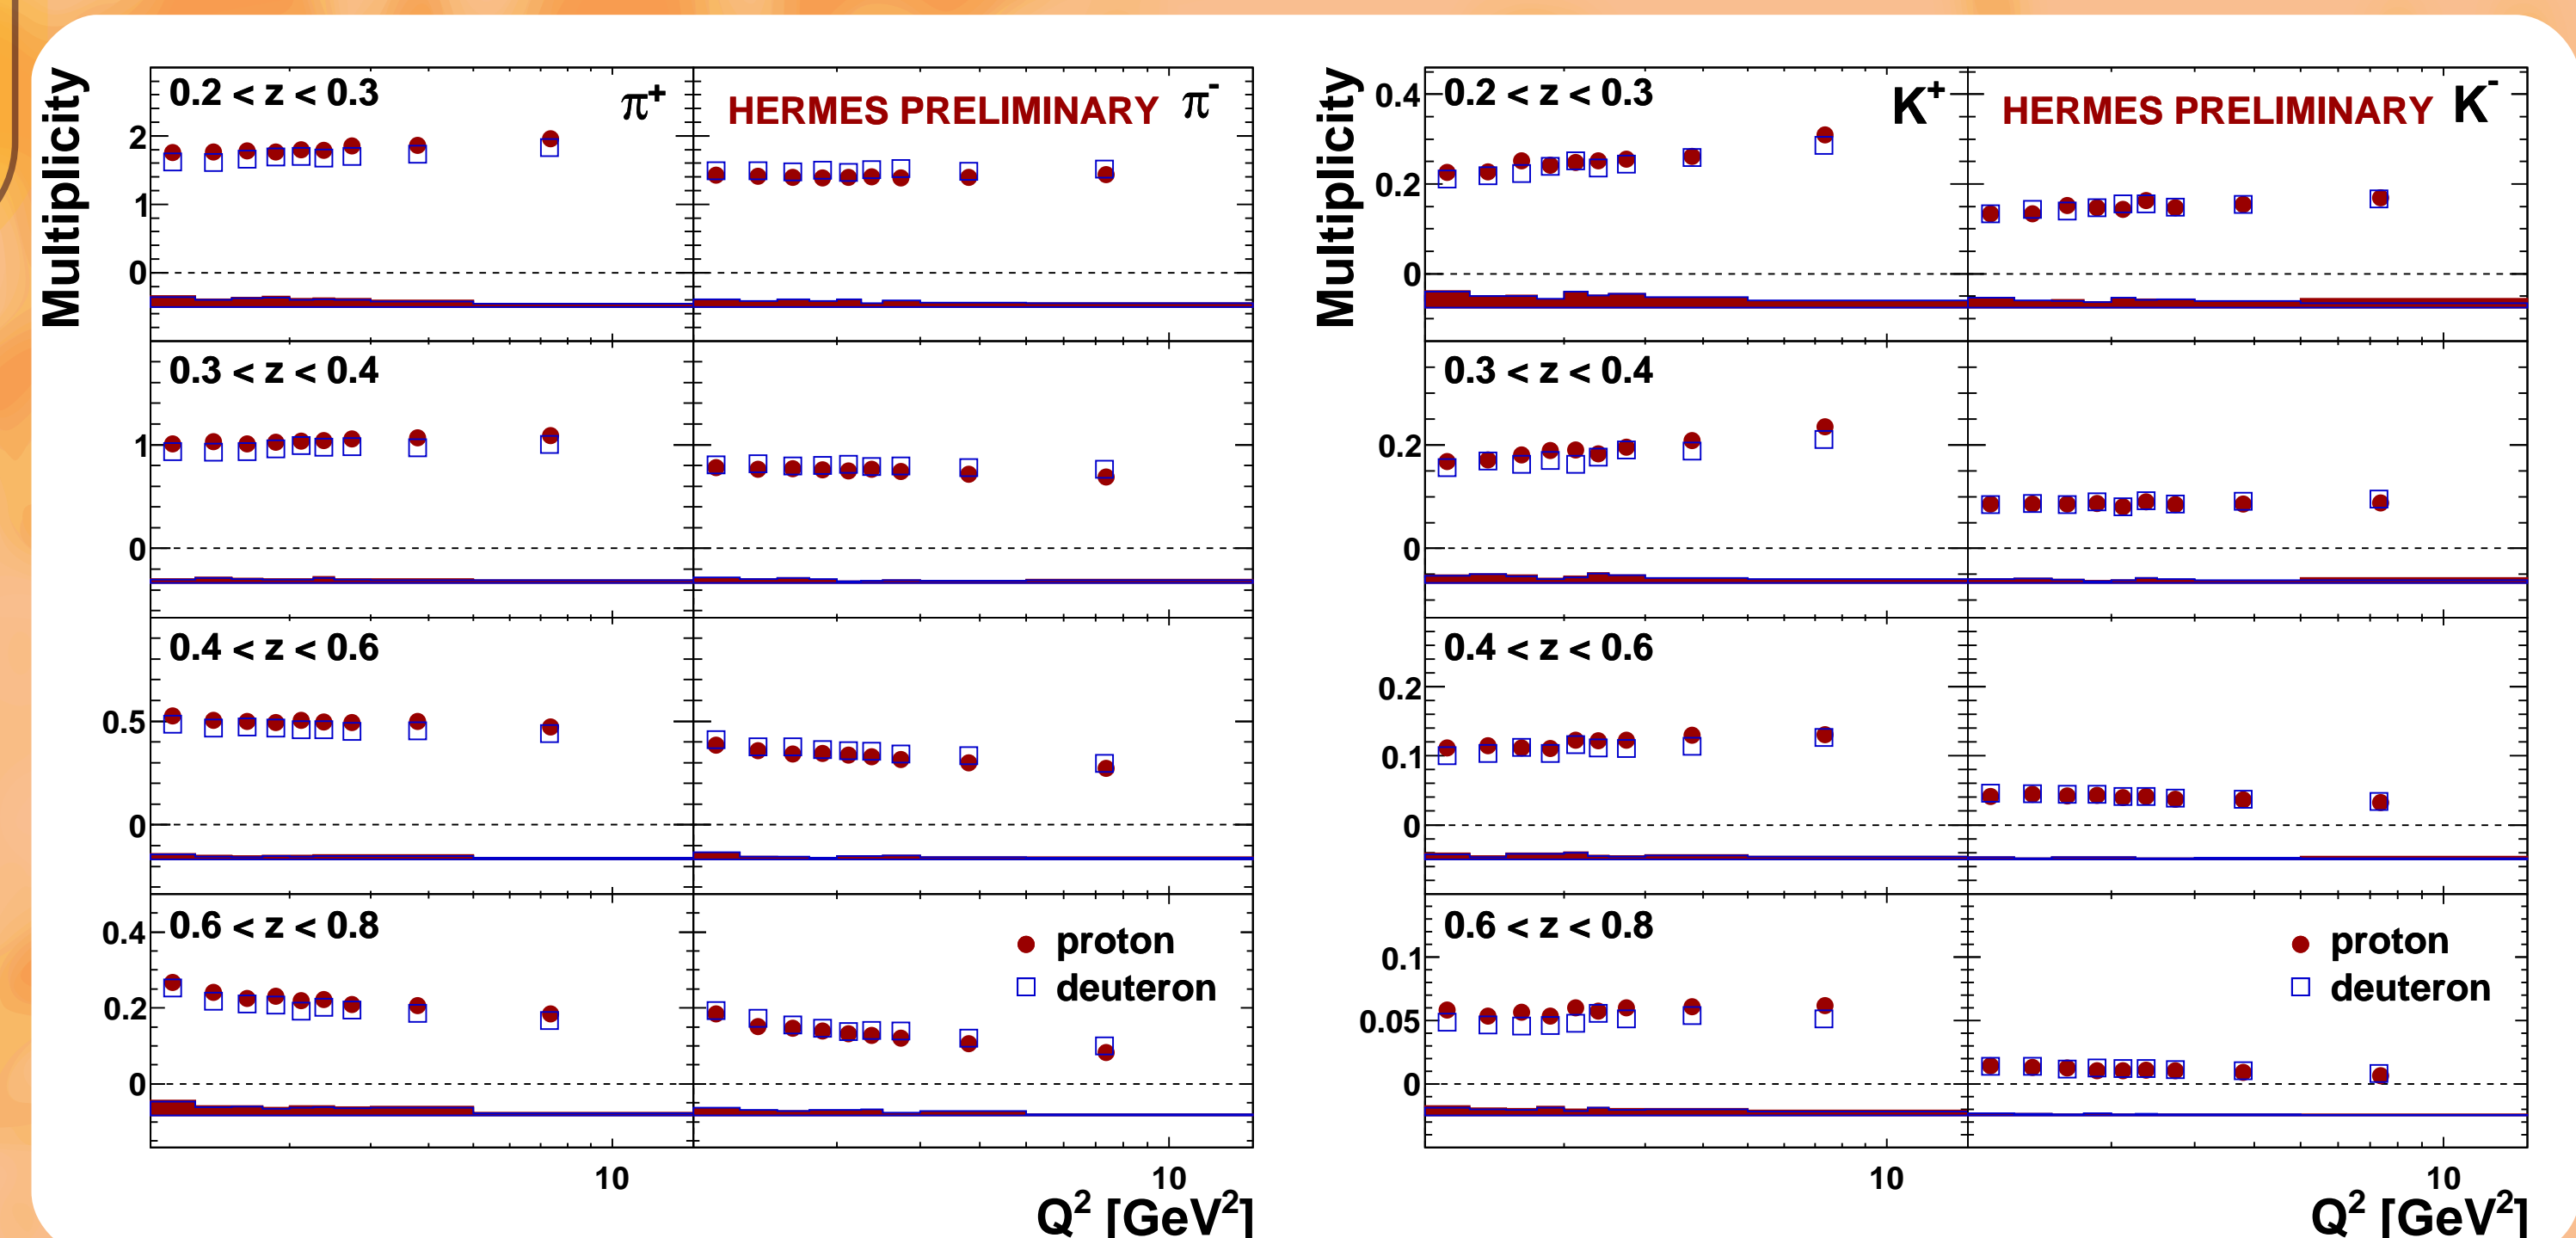 Multiplicity
0.2 < z < 0.3
π⁺
HERMES PRELIMINARY π⁻
2
1
0
0.3 < z < 0.4
1
0
0.4 < z < 0.6
0.5
0
0.6 < z < 0.8
0.4
0.2
0
proton
deuteron
10
10
Q² [GeV²]
Multiplicity
0.2 < z < 0.3
K⁺
HERMES PRELIMINARY K⁻
0.4
0.2
0
0.3 < z < 0.4
0.2
0
0.4 < z < 0.6
0.2
0.1
0
0.6 < z < 0.8
0.1
0.05
0
proton
deuteron
10
10
Q² [GeV²]